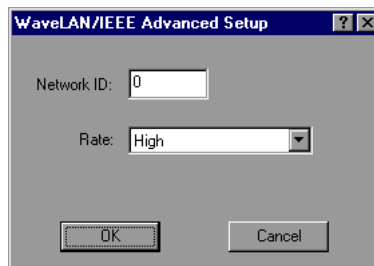 WaveLAN/IEEE Advanced Setup
Network ID: 0
Rate: High
OK Cancel